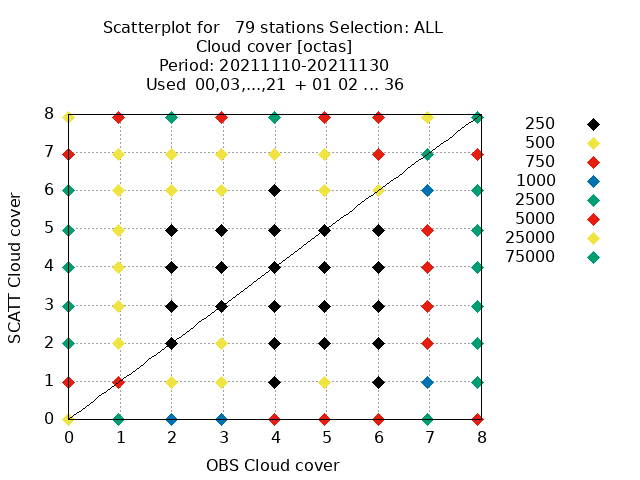 Scatterplot for   79 stations Selection: ALL
Cloud cover [octas]
Period: 20211110-20211130
Used  00,03,...,21  + 01 02 ... 36
8
7
6
5
4
3
2
1
0
SCATT Cloud cover
0 1 2 3 4 5 6 7 8
OBS Cloud cover
250
500
750
1000
2500
5000
25000
75000